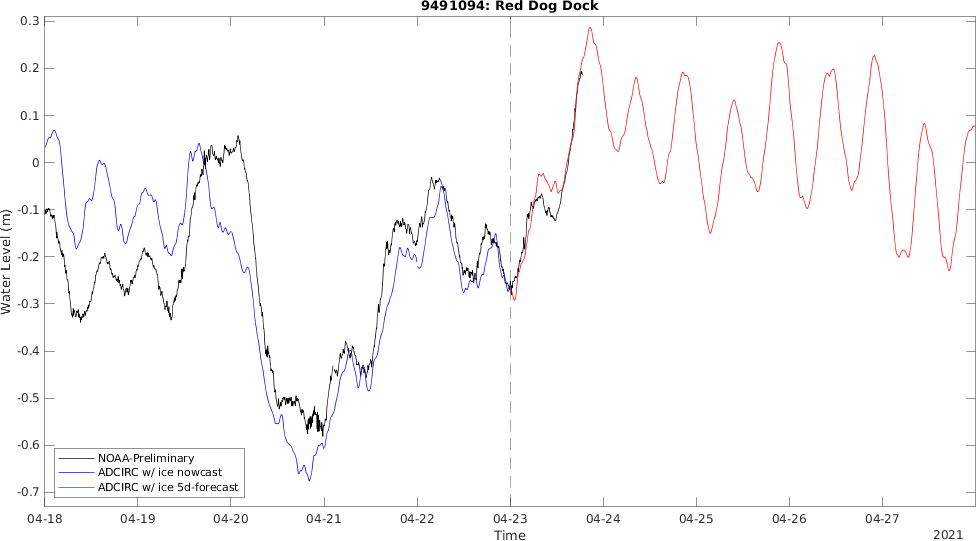 9491094: Red Dog Dock
0.3
0.2
0.1
0
-0.1
-0.2
-0.3
-0.4
-0.5
-0.6
-0.7
Water Level (m)
NOAA-Preliminary
ADCIRC w/ ice nowcast
ADCIRC w/ ice 5d-forecast
04-18 04-19 04-20 04-21 04-22 04-23 04-24 04-25 04-26 04-27
Time
2021